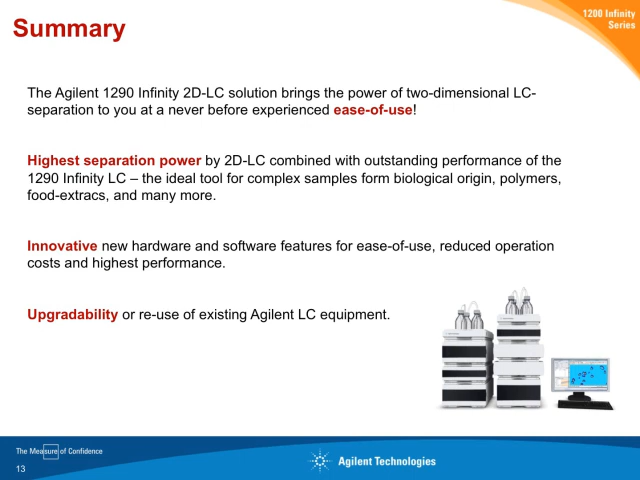 1200 Infinity
Series
Summary
The Agilent 1290 Infinity 2D-LC solution brings the power of two-dimensional LC-
separation to you at a never before experienced ease-of-use!
Highest separation power by 2D-LC combined with outstanding performance of the
1290 Infinity LC – the ideal tool for complex samples form biological origin, polymers,
food-extracs, and many more.
Innovative new hardware and software features for ease-of-use, reduced operation
costs and highest performance.
Upgradability or re-use of existing Agilent LC equipment.
The Measure of Confidence
13
Agilent Technologies